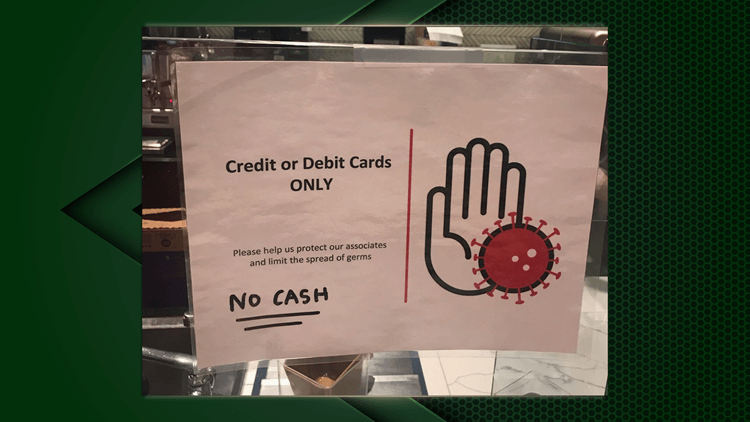 Credit or Debit Cards
ONLY
Please help us protect our associates
and limit the spread of germs
NO CASH